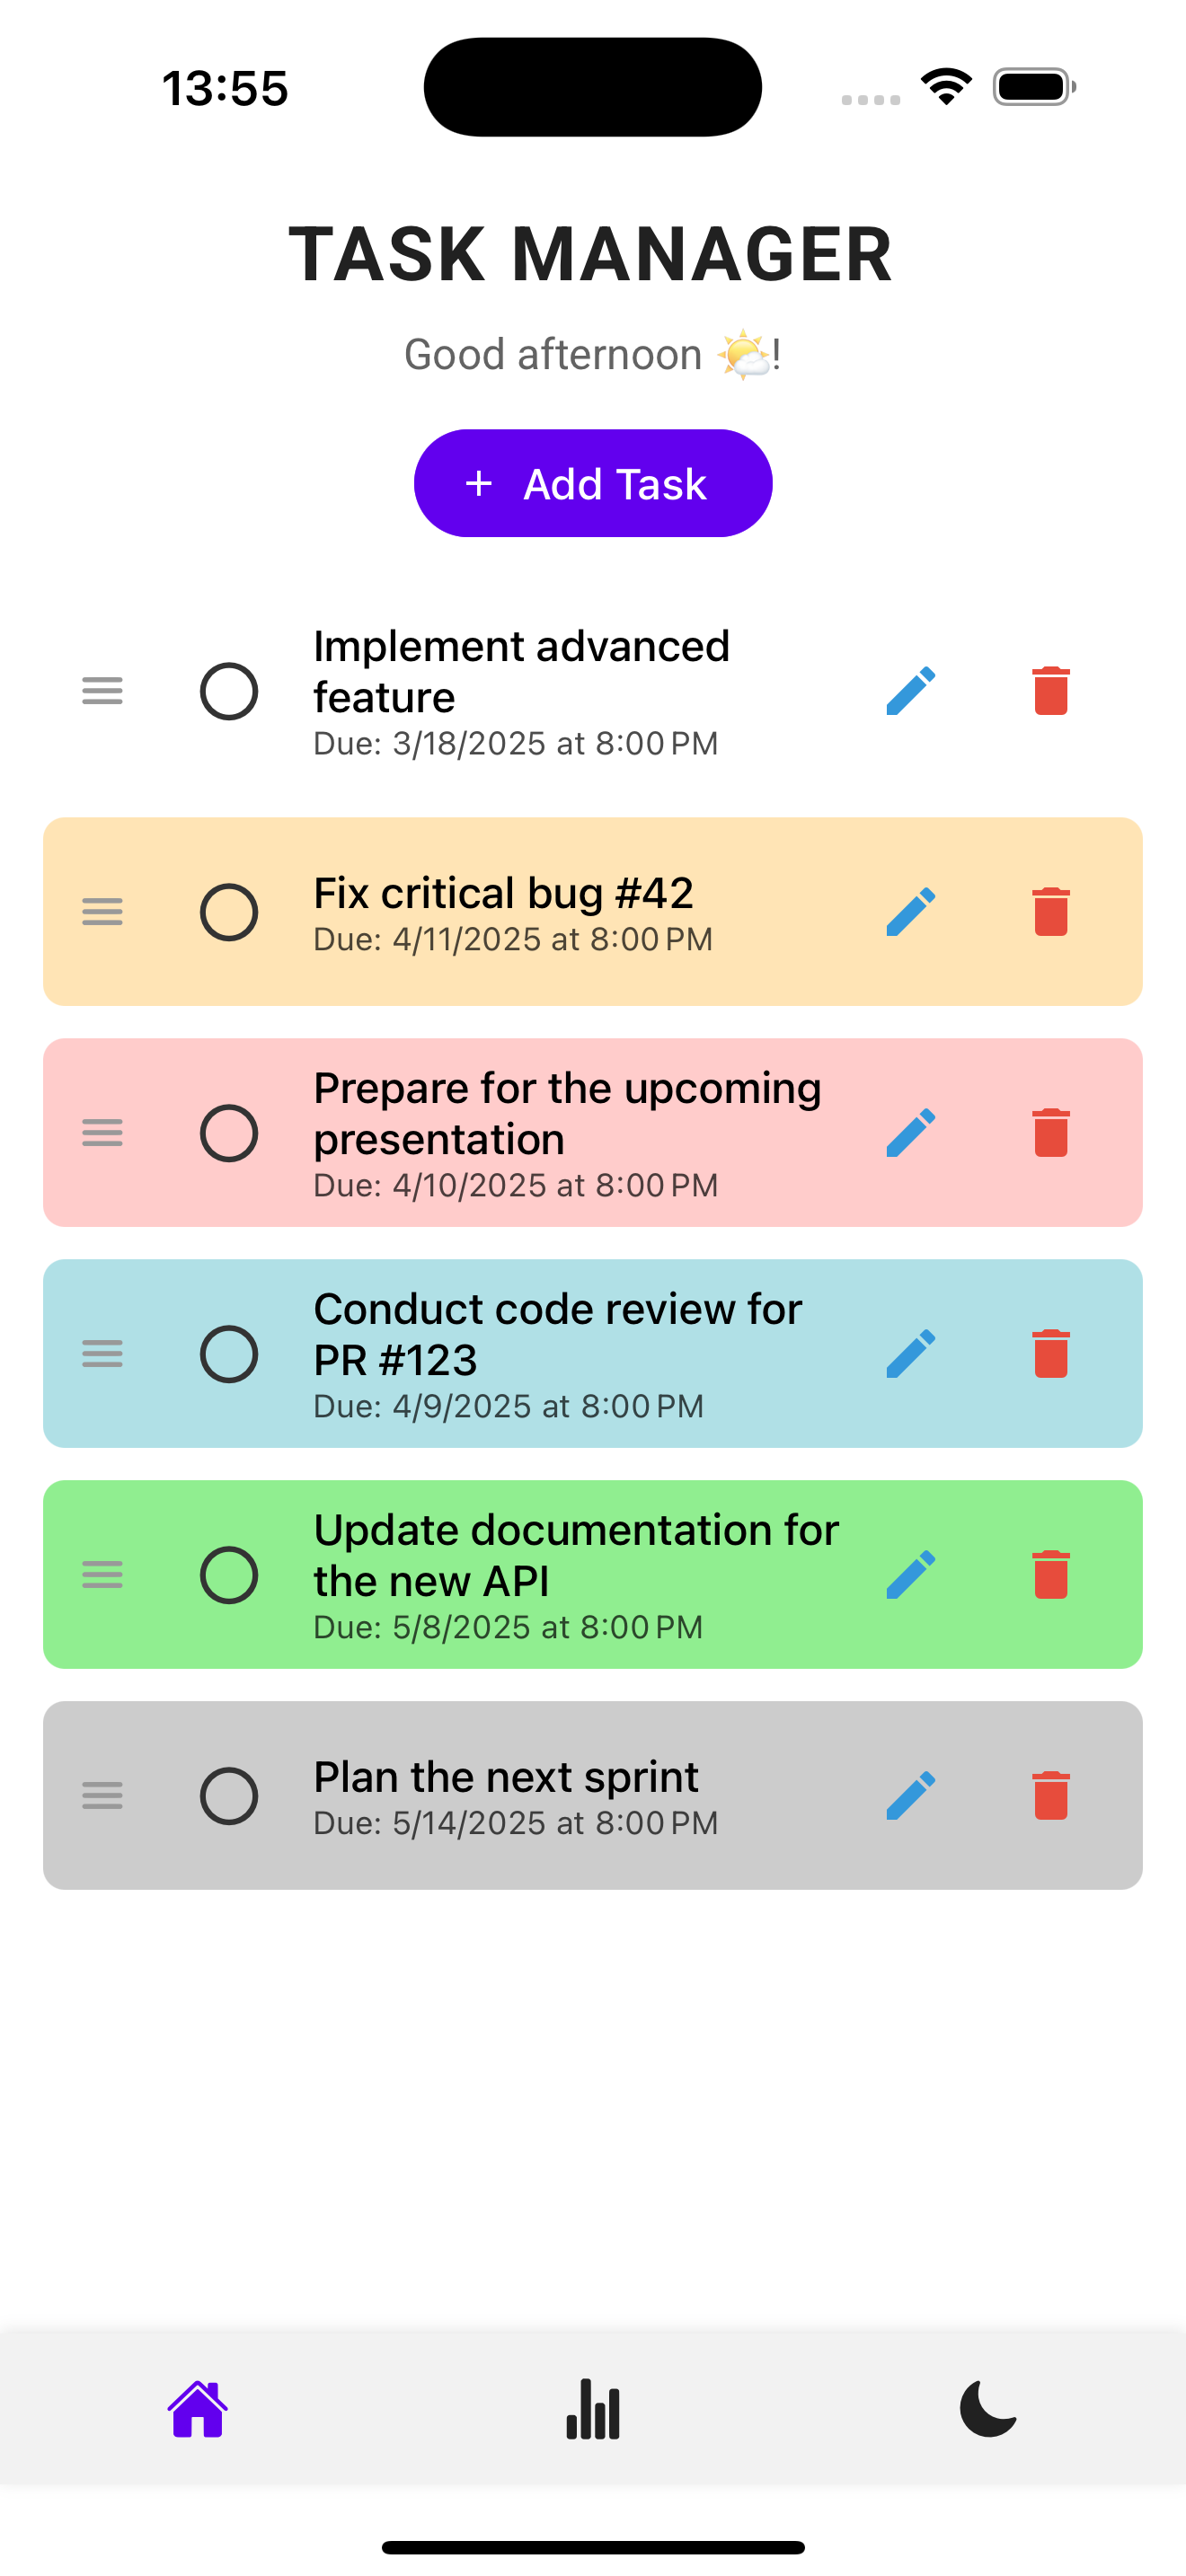 13:55
TASK MANAGER
Good afternoon 🌤️!
+ Add Task
Implement advanced
feature
Due: 3/18/2025 at 8:00 PM
Fix critical bug #42
Due: 4/11/2025 at 8:00 PM
Prepare for the upcoming
presentation
Due: 4/10/2025 at 8:00 PM
Conduct code review for
PR #123
Due: 4/9/2025 at 8:00 PM
Update documentation for
the new API
Due: 5/8/2025 at 8:00 PM
Plan the next sprint
Due: 5/14/2025 at 8:00 PM